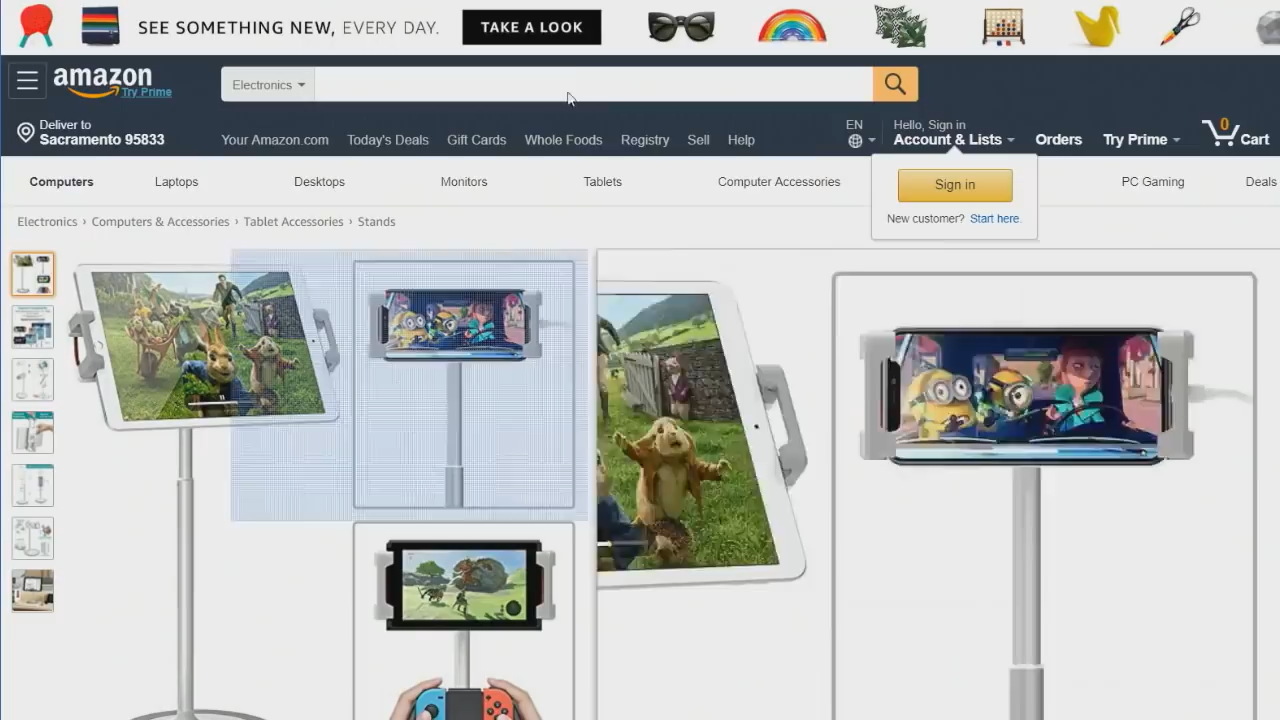 SEE SOMETHING NEW, EVERY DAY. TAKE A LOOK
amazon
Try Prime
Electronics
Deliver to
Sacramento 95833
Your Amazon.com Today's Deals Gift Cards Whole Foods Registry Sell Help
EN
Hello, Sign in
Account & Lists
Orders
Try Prime
0
Cart
Computers Laptops Desktops Monitors Tablets Computer Accessories PC Gaming Deals
Sign in
New customer? Start here.
Electronics › Computers & Accessories › Tablet Accessories › Stands